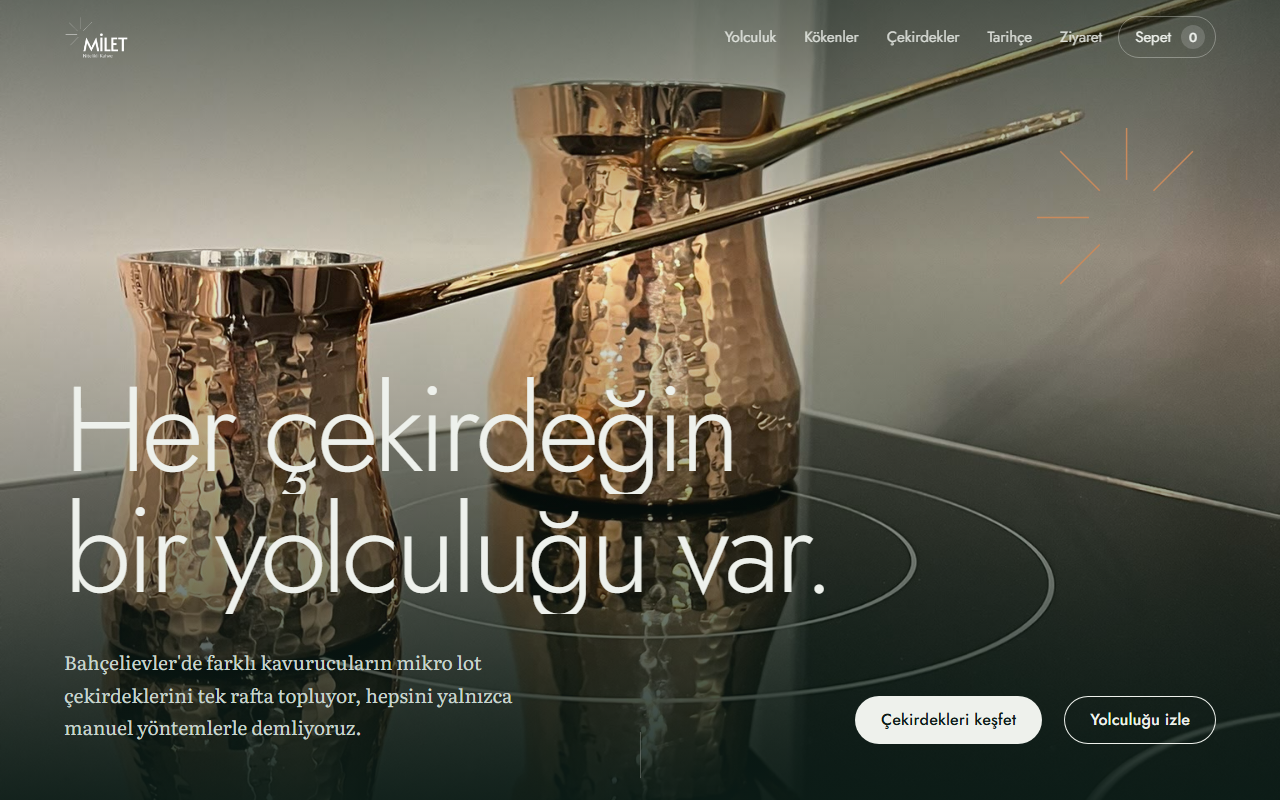 MİLET
Yolculuk
Kökenler
Çekirdekler
Tarihçe
Ziyaret
Sepet 0
Her çekirdeğin
bir yolculuğu var.
Bahçelievler'de farklı kavurucuların mikro lot
çekirdeklerini tek rafta topluyor, hepsini yalnızca
manuel yöntemlerle demliyoruz.
Çekirdekleri keşfet
Yolculuğu izle